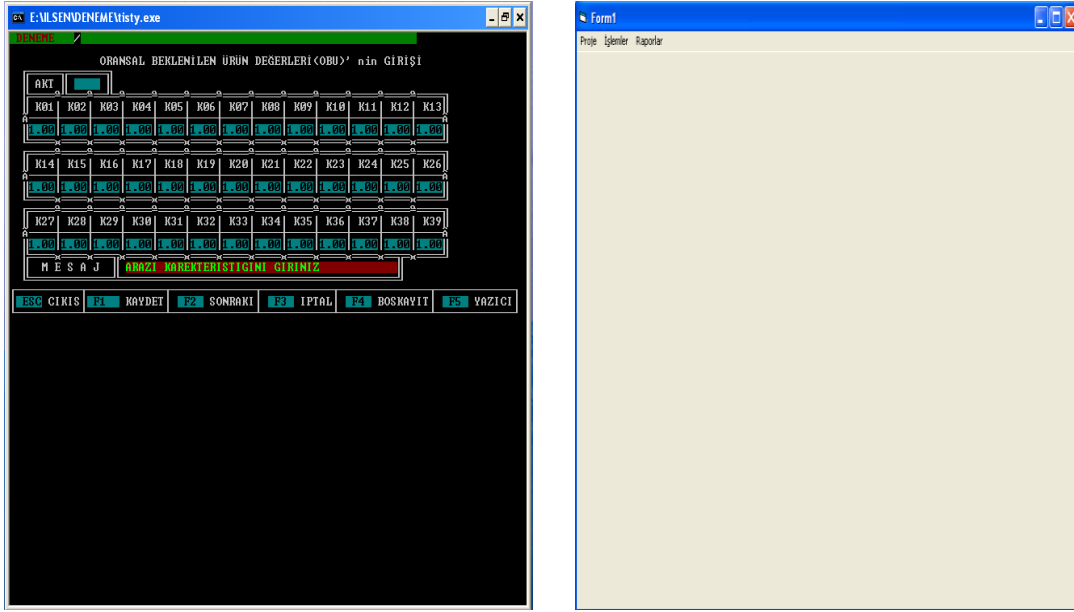 E:\ILSEN\DENEME\tisty.exe
DENEME
ORANSAL BEKLENİLEN ÜRÜN DEĞERLERİ(OBU)' nin GİRİŞİ
AKT
K01 K02 K03 K04 K05 K06 K07 K08 K09 K10 K11 K12 K13
1.00 1.00 1.00 1.00 1.00 1.00 1.00 1.00 1.00 1.00 1.00 1.00 1.00
K14 K15 K16 K17 K18 K19 K20 K21 K22 K23 K24 K25 K26
1.00 1.00 1.00 1.00 1.00 1.00 1.00 1.00 1.00 1.00 1.00 1.00 1.00
K27 K28 K29 K30 K31 K32 K33 K34 K35 K36 K37 K38 K39
1.00 1.00 1.00 1.00 1.00 1.00 1.00 1.00 1.00 1.00 1.00 1.00 1.00
M E S A J ARAZI KAREKTERISTIGINI GIRINIZ
ESC CIKIS F1 KAYDET F2 SONRAKI F3 IPTAL F4 BOSKAYIT F5 YAZICI
Form1
Proje İşlemler Raporlar